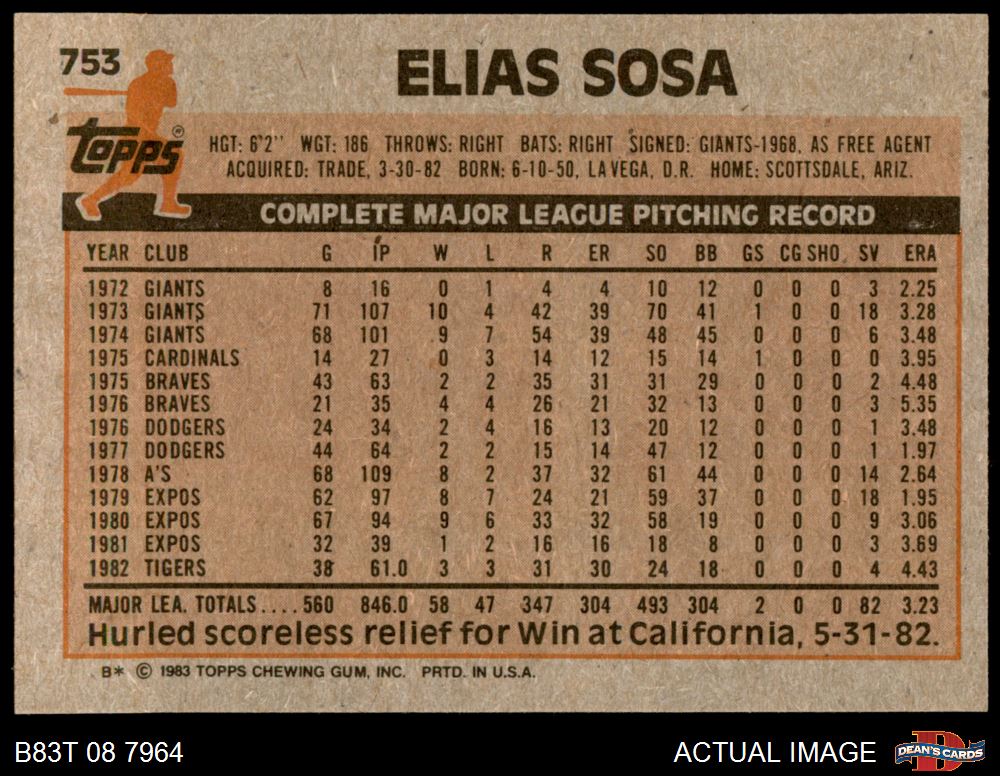 753
ELIAS SOSA
topps®
HGT: 6'2" WGT: 186 THROWS: RIGHT BATS: RIGHT SIGNED: GIANTS-1968, AS FREE AGENT
ACQUIRED: TRADE, 3-30-82 BORN: 6-10-50, LA VEGA, D.R. HOME: SCOTTSDALE, ARIZ.
COMPLETE MAJOR LEAGUE PITCHING RECORD
YEAR CLUB G IP W L R ER SO BB GS CG SHO SV ERA
1972 GIANTS 8 16 0 1 4 4 10 12 0 0 0 3 2.25
1973 GIANTS 71 107 10 4 42 39 70 41 1 0 0 18 3.28
1974 GIANTS 68 101 9 7 54 39 48 45 0 0 0 6 3.48
1975 CARDINALS 14 27 0 3 14 12 15 14 1 0 0 0 3.95
1975 BRAVES 43 63 2 2 35 31 31 29 0 0 0 2 4.48
1976 BRAVES 21 35 4 4 26 21 32 13 0 0 0 3 5.35
1976 DODGERS 24 34 2 4 16 13 20 12 0 0 0 1 3.48
1977 DODGERS 44 64 2 2 15 14 47 12 0 0 0 1 1.97
1978 A'S 68 109 8 2 37 32 61 44 0 0 0 14 2.64
1979 EXPOS 62 97 8 7 24 21 59 37 0 0 0 18 1.95
1980 EXPOS 67 94 9 6 33 32 58 19 0 0 0 9 3.06
1981 EXPOS 32 39 1 2 16 16 18 8 0 0 0 3 3.69
1982 TIGERS 38 61.0 3 3 31 30 24 18 0 0 0 4 4.43
MAJOR LEA. TOTALS.... 560 846.0 58 47 347 304 493 304 2 0 0 82 3.23
Hurled scoreless relief for Win at California, 5-31-82.
B* © 1983 TOPPS CHEWING GUM, INC. PRTD. IN U.S.A.
B83T 08 7964
ACTUAL IMAGE
D
DEAN'S CARDS